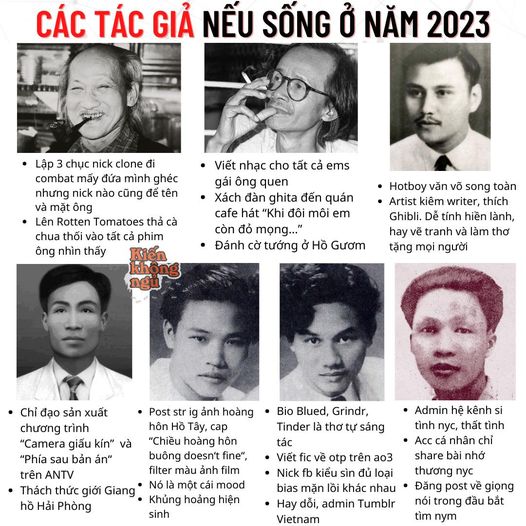 CÁC TÁC GIẢ NẾU SỐNG Ở NĂM 2023
Lập 3 chục nick clone đi
combat mấy đứa mình ghéc
nhưng nick nào cũng để tên
và mặt ông
Lên Rotten Tomatoes thả cà
chua thối vào tất cả phim
ông nhìn thấy
Viết nhạc cho tất cả ems
gái ông quen
Xách đàn ghita đến quán
cafe hát “Khi đôi môi em
còn đỏ mọng...”
Đánh cờ tướng ở Hồ Gươm
Hotboy văn võ song toàn
Artist kiêm writer, thích
Ghibli. Dễ tính hiền lành,
hay vẽ tranh và làm thơ
tặng mọi người
Kiến
không
ngủ
Chỉ đạo sản xuất
chương trình
“Camera giấu kín” và
“Phía sau bản án“
trên ANTV
Thách thức giới Giang
hồ Hải Phòng
Post str ig ảnh hoàng
hôn Hồ Tây, cap
“Chiều hoàng hôn
buông doesn’t fine”,
filter màu ảnh film
Nó là một cái mood
Khủng hoảng hiện
sinh
Bio Blued, Grindr,
Tinder là thơ tự sáng
tác
Viết fic về otp trên ao3
Nick fb kiểu sìn đủ loại
bias mặn lòi khác nhau
Hay dỗi, admin Tumblr
Vietnam
Admin hệ kênh si
tình nyc, thất tình
Acc cá nhân chỉ
share bài nhớ
thương nyc
Đăng post về giọng
nói trong đầu bắt
tìm nym